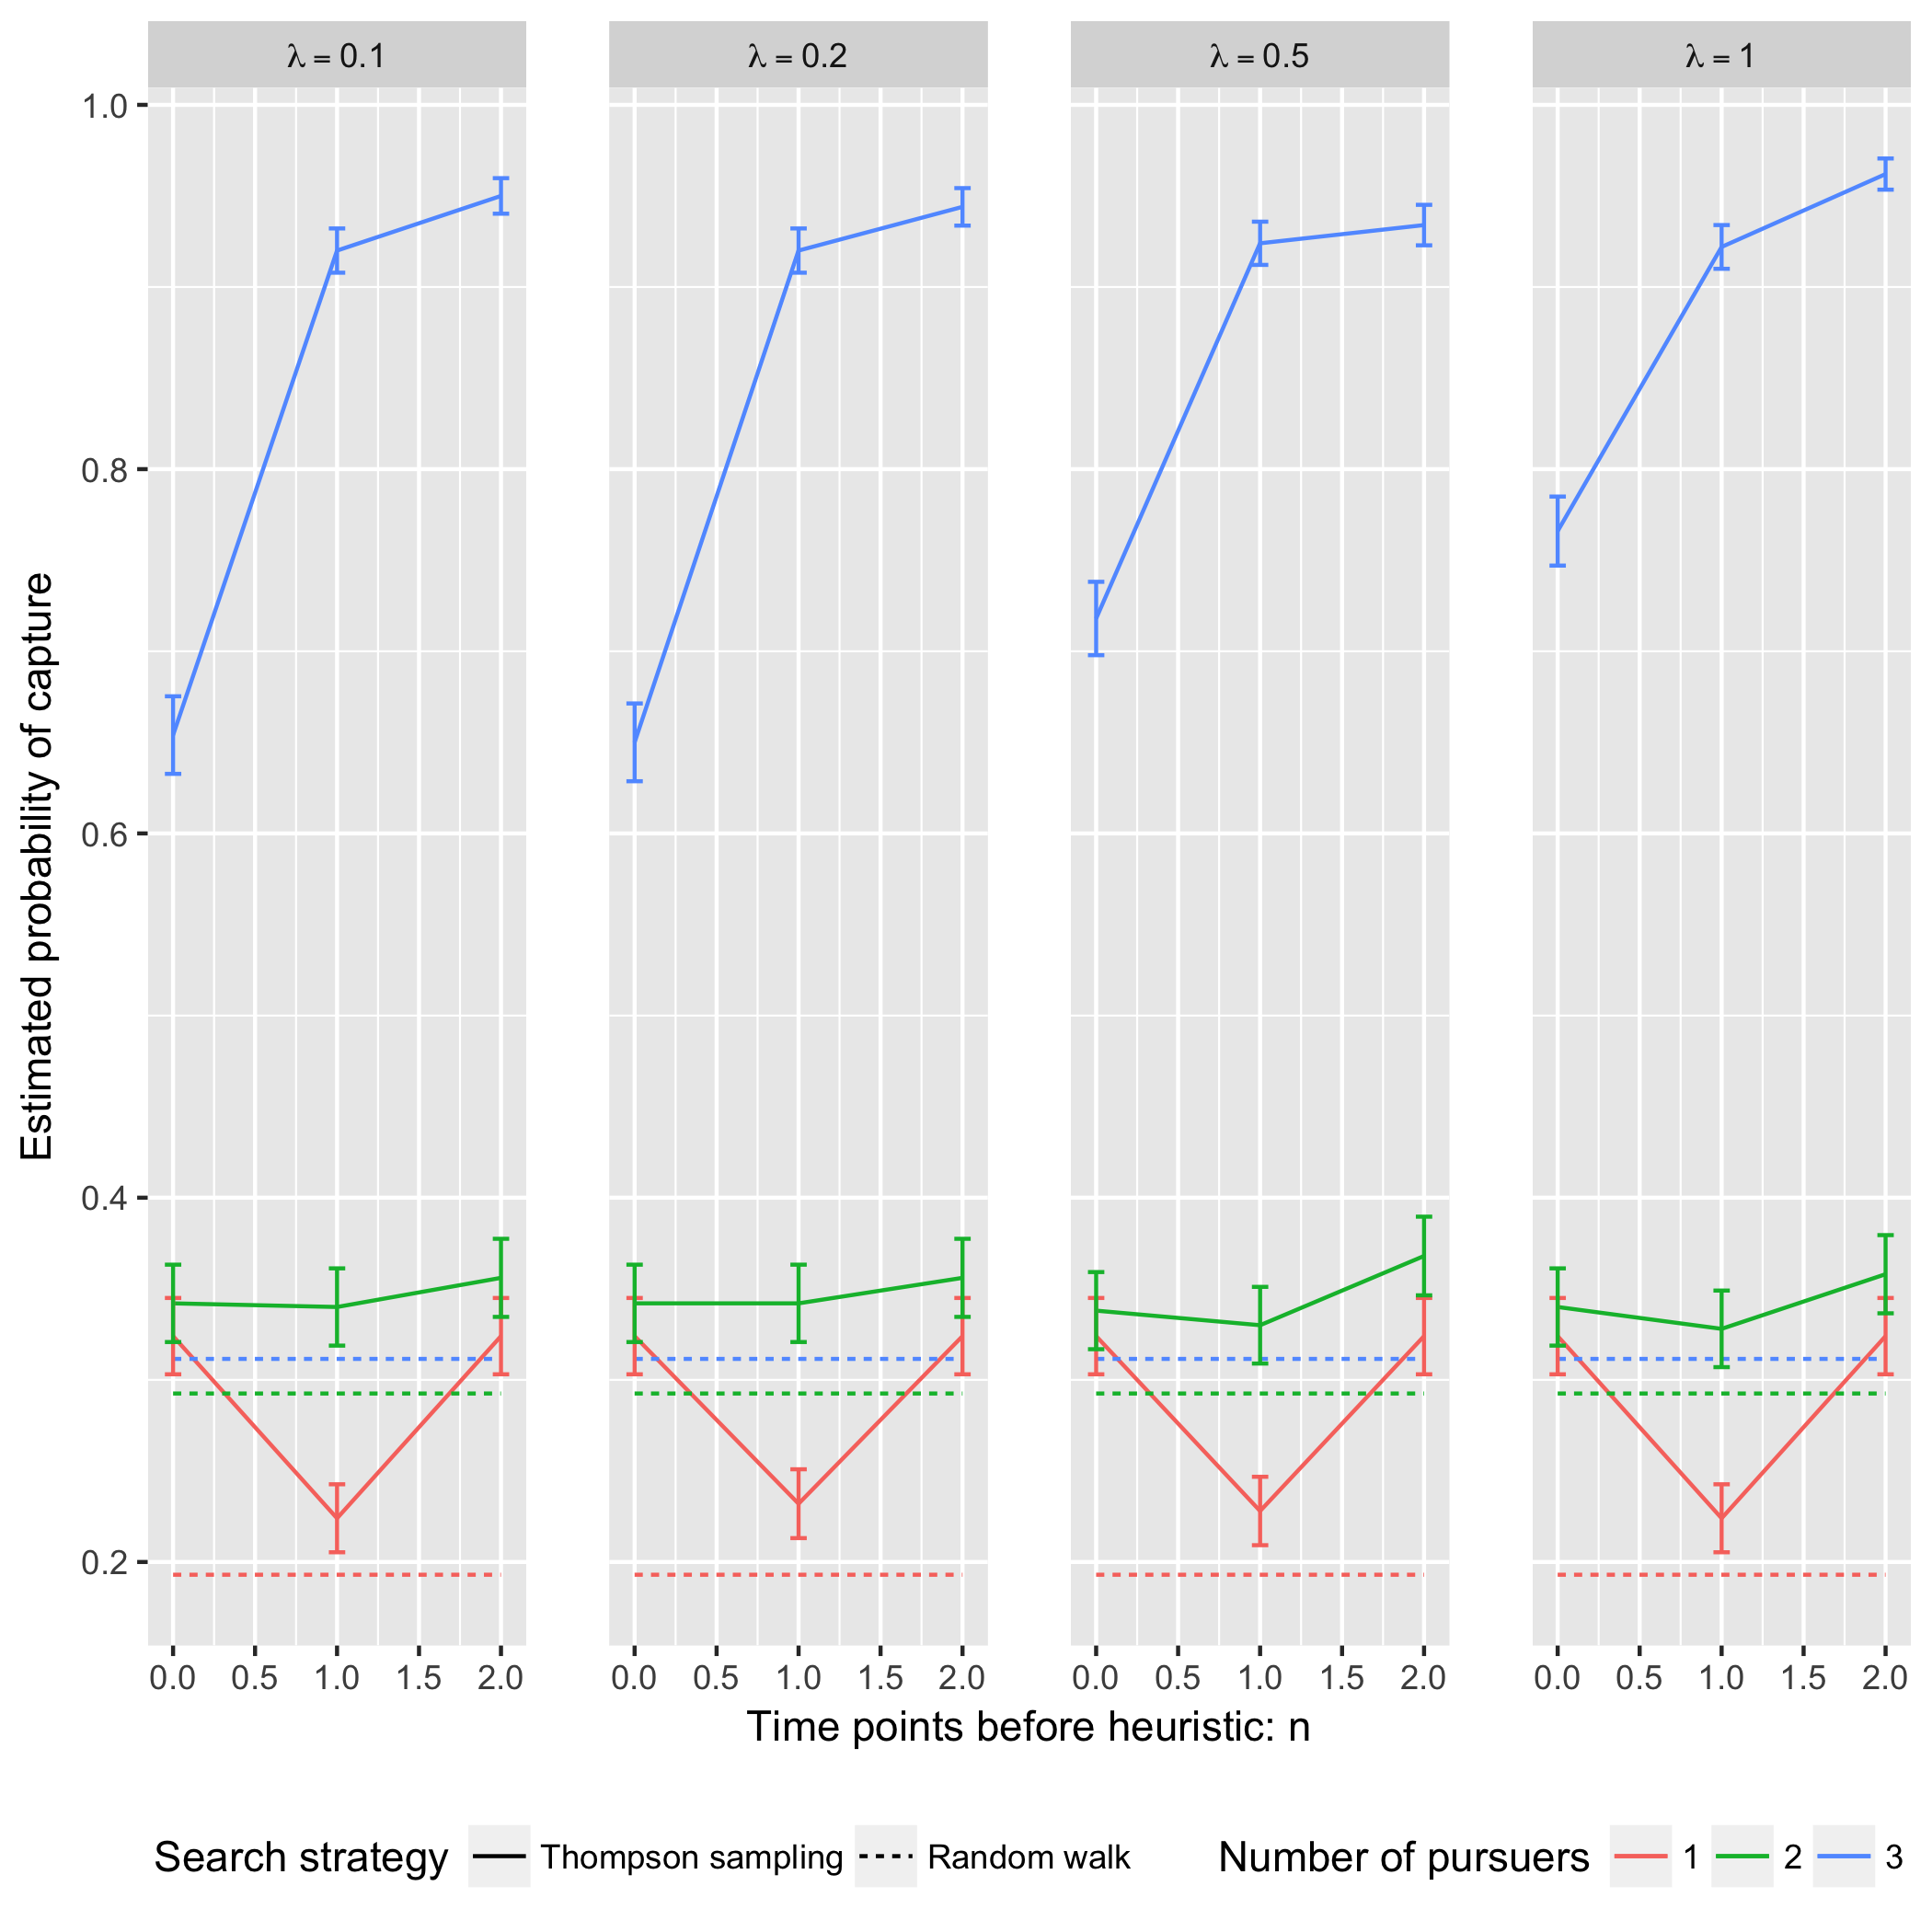 λ = 0.1
λ = 0.2
λ = 0.5
λ = 1
1.0
0.8
0.6
0.4
0.2
Estimated probability of capture
0.0 0.5 1.0 1.5 2.0
0.0 0.5 1.0 1.5 2.0
0.0 0.5 1.0 1.5 2.0
0.0 0.5 1.0 1.5 2.0
Time points before heuristic: n
Search strategy Thompson sampling Random walk
Number of pursuers 1 2 3